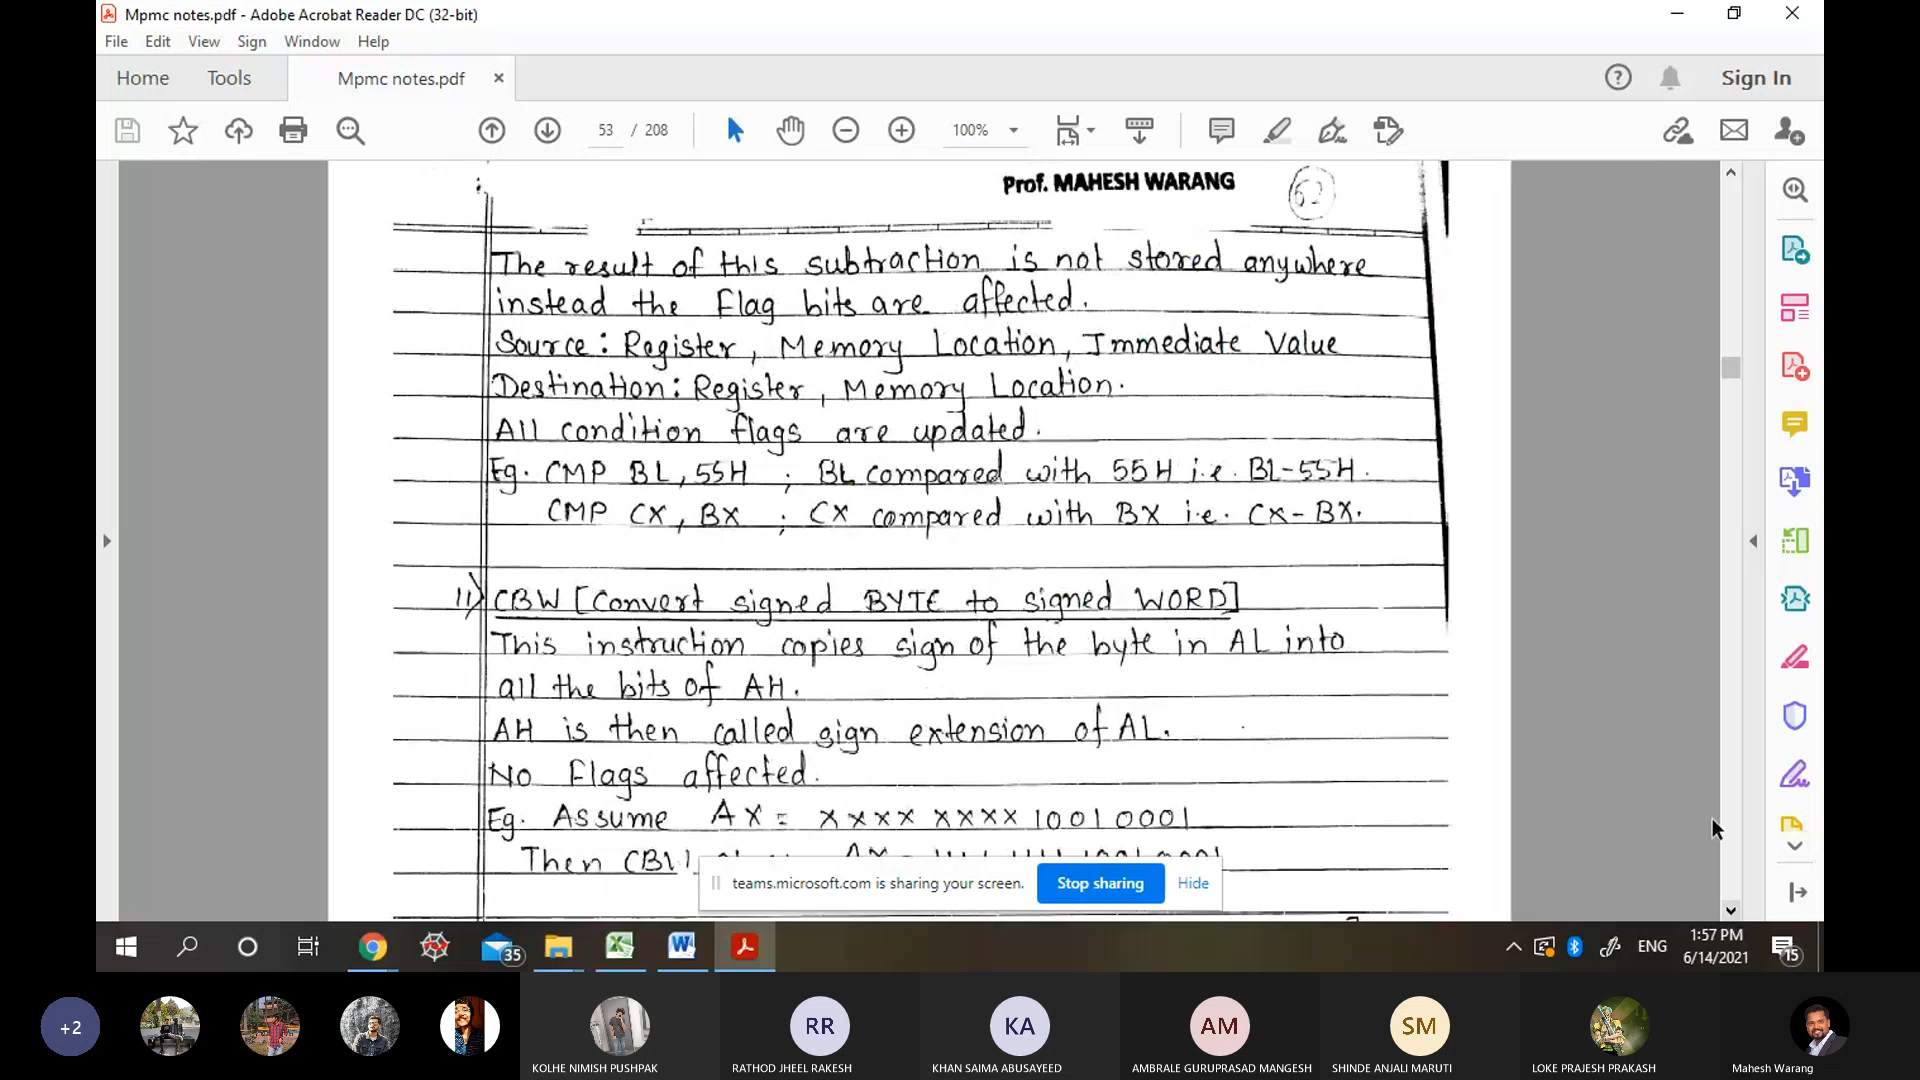 Mpmc notes.pdf - Adobe Acrobat Reader DC (32-bit)
File Edit View Sign Window Help
Home Tools Mpmc notes.pdf Sign In
53 / 208 100%
Prof. MAHESH WARANG
62
The result of this subtraction is not stored anywhere
instead the Flag bits are affected.
Source: Register, Memory Location, Immediate Value
Destination: Register, Memory Location.
All condition flags are updated.
Eg. CMP BL, 55H ; BL compared with 55H i.e. BL-55H.
CMP CX, BX ; CX compared with BX i.e. CX-BX.
11) CBW [Convert signed BYTE to signed WORD]
This instruction copies sign of the byte in AL into
all the bits of AH.
AH is then called sign extension of AL.
No Flags affected.
Eg. Assume AX = XXXX XXXX 1001 0001
Then CBW
teams.microsoft.com is sharing your screen. Stop sharing Hide
35
ENG
1:57 PM
6/14/2021
15
+2 RR KA AM SM
KOLHE NIMISH PUSHPAK RATHOD JHEEL RAKESH KHAN SAIMA ABUSAYEED AMBRALE GURUPRASAD MANGESH SHINDE ANJALI MARUTI LOKE PRAJESH PRAKASH Mahesh Warang